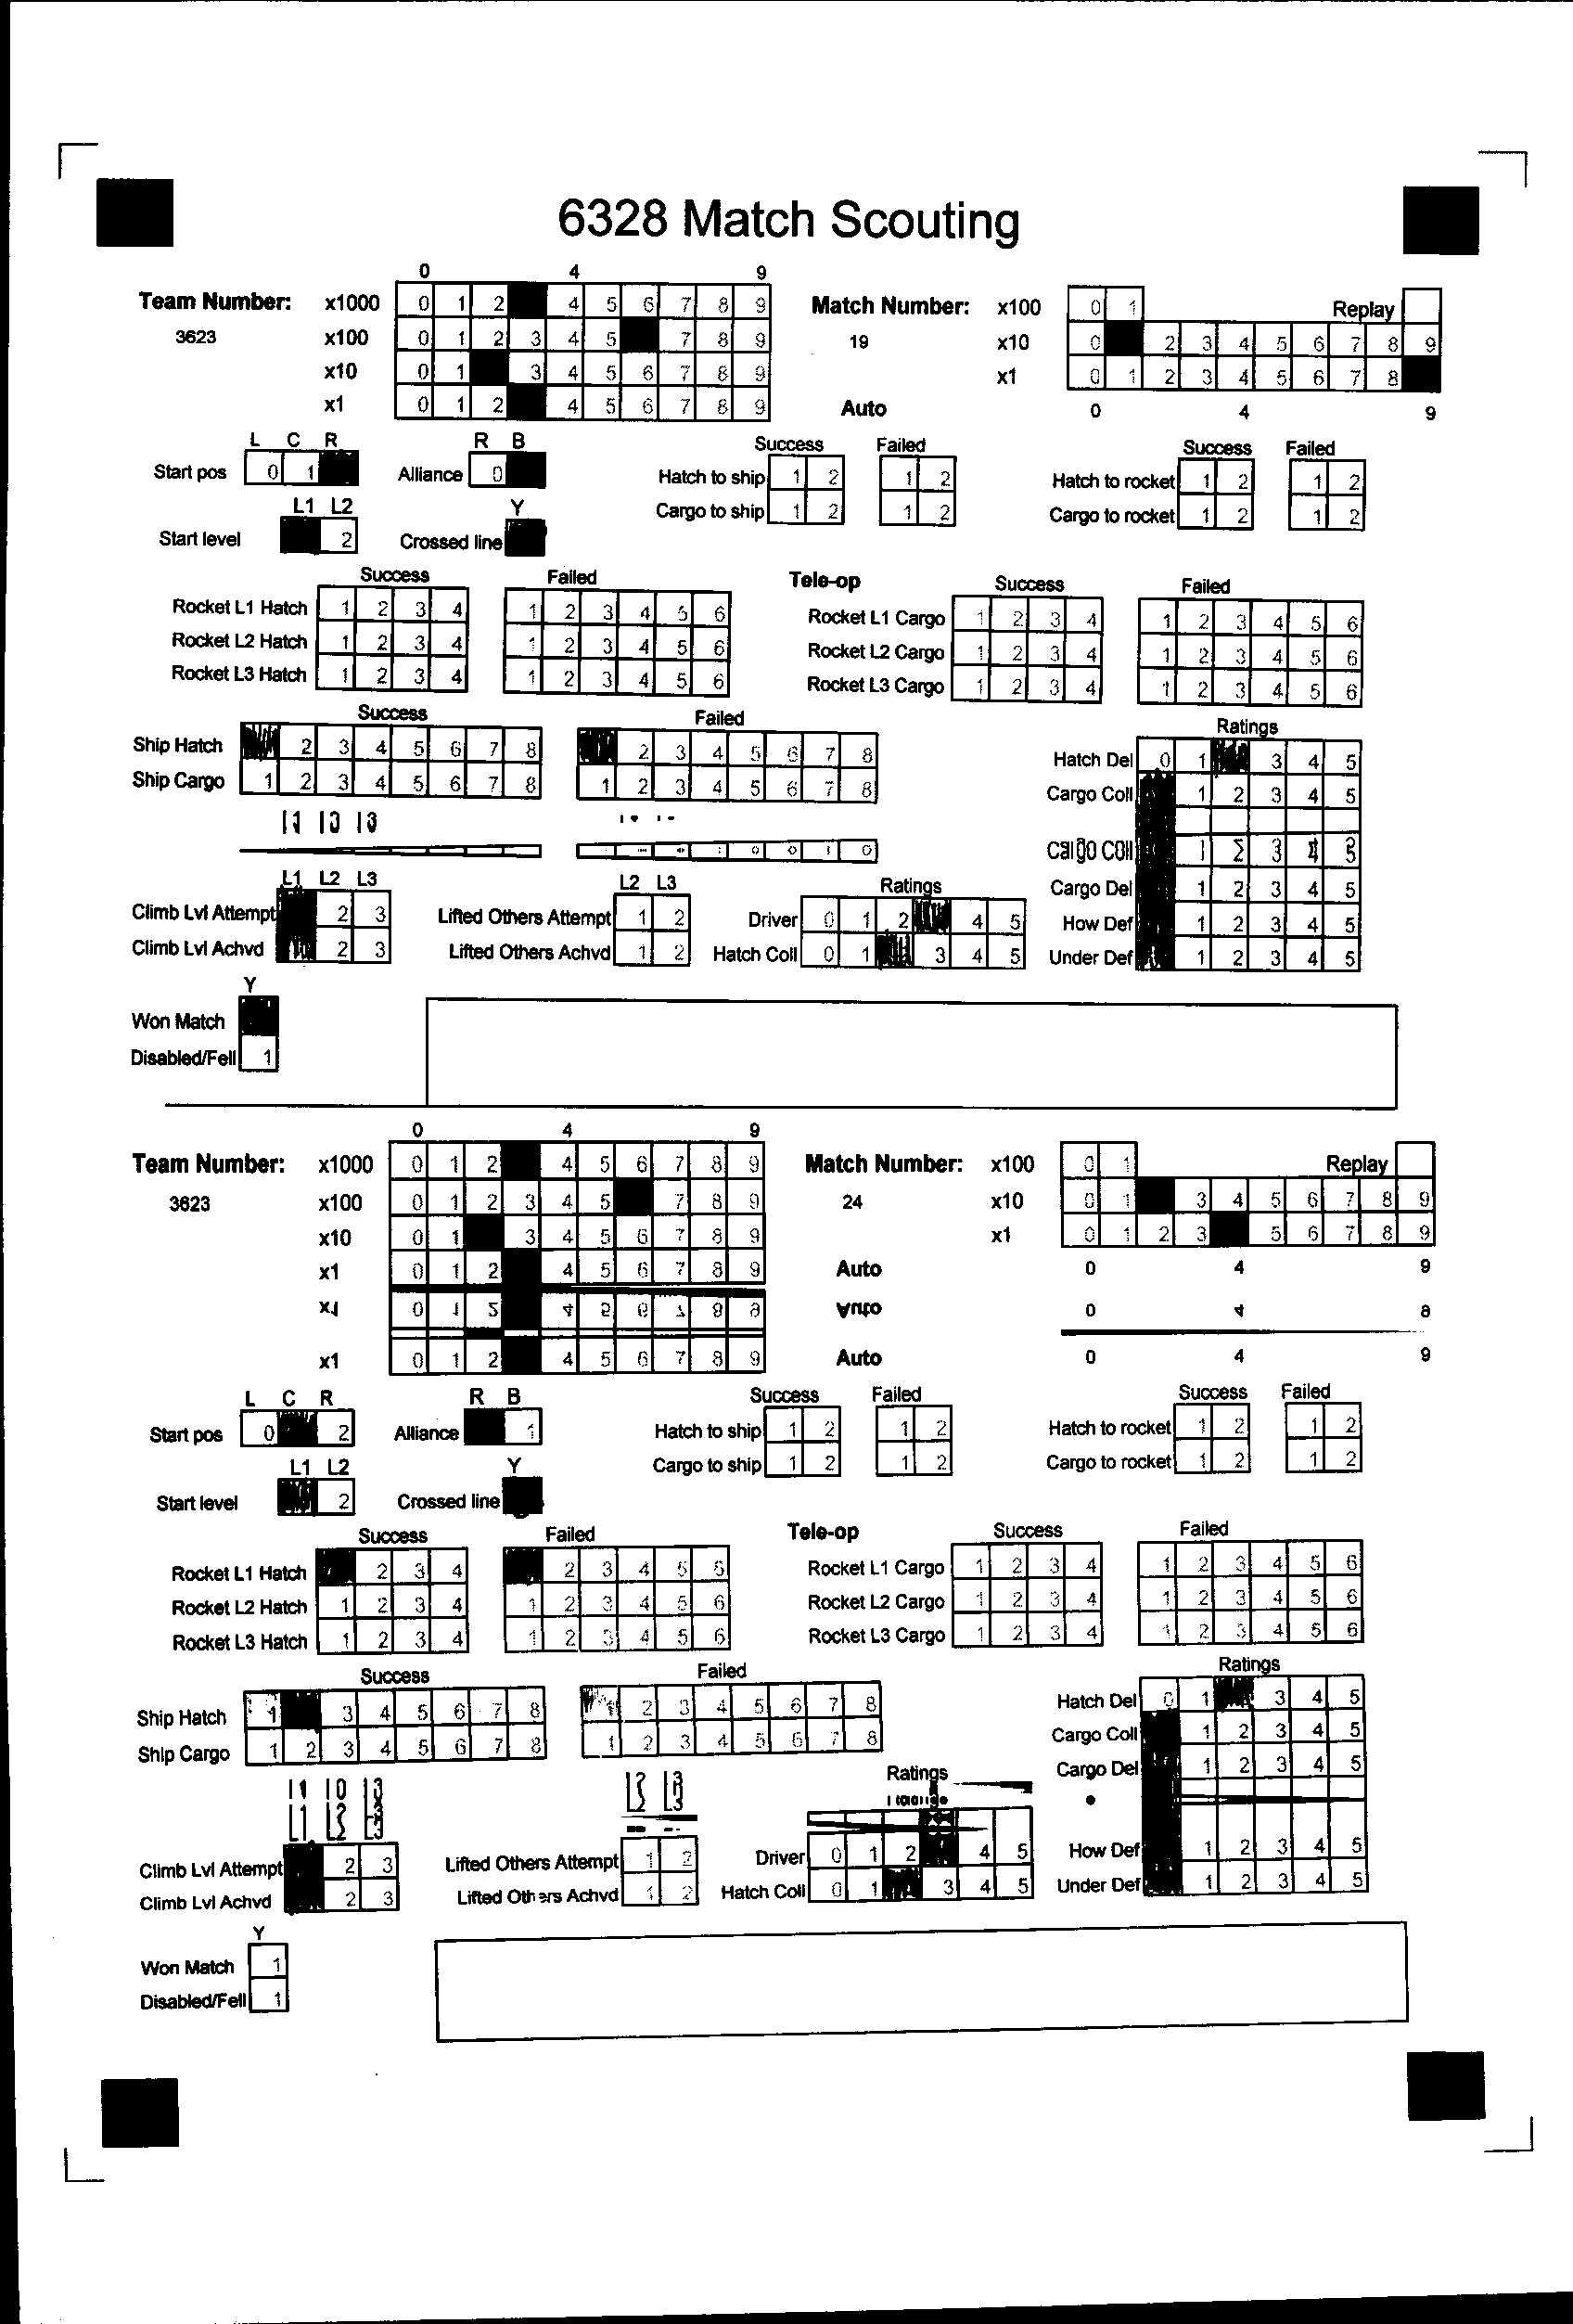 6328 Match Scouting
0 4 9
Team Number: x1000 0 1 2 4 5 6 7 8 9 Match Number: x100 0 1 Replay
3623 x100 0 1 2 3 4 5 7 8 9 19 x10 0 2 3 4 5 6 7 8 9
x10 0 1 3 4 5 6 7 8 9 x1 0 1 2 3 4 5 6 7 8
x1 0 1 2 4 5 6 7 8 9 Auto 0 4 9
L C R R B Success Failed Success Failed
Start pos 0 1 Alliance 0 Hatch to ship 1 2 1 2 Hatch to rocket 1 2 1 2
L1 L2 Y Cargo to ship 1 2 1 2 Cargo to rocket 1 2 1 2
Start level 2 Crossed line
Success Failed Tele-op Success Failed
Rocket L1 Hatch 1 2 3 4 1 2 3 4 5 6 Rocket L1 Cargo 1 2 3 4 1 2 3 4 5 6
Rocket L2 Hatch 1 2 3 4 1 2 3 4 5 6 Rocket L2 Cargo 1 2 3 4 1 2 3 4 5 6
Rocket L3 Hatch 1 2 3 4 1 2 3 4 5 6 Rocket L3 Cargo 1 2 3 4 1 2 3 4 5 6
Success Failed Ratings
Ship Hatch 2 3 4 5 6 7 8 2 3 4 5 6 7 8 Hatch Del 0 1 3 4 5
Ship Cargo 1 2 3 4 5 6 7 8 1 2 3 4 5 6 7 8 Cargo Coll 1 2 3 4 5
Cargo Coll 1 2 3 4 5
L1 L2 L3 L2 L3 Ratings Cargo Del 1 2 3 4 5
Climb Lvl Attempt 2 3 Lifted Others Attempt 1 2 Driver 0 1 2 4 5 How Def 1 2 3 4 5
Climb Lvl Achvd 2 3 Lifted Others Achvd 1 2 Hatch Coll 0 1 3 4 5 Under Def 1 2 3 4 5
Y
Won Match
Disabled/Fell 1
0 4 9
Team Number: x1000 0 1 2 4 5 6 7 8 9 Match Number: x100 0 1 Replay
3623 x100 0 1 2 3 4 5 7 8 9 24 x10 0 1 3 4 5 6 7 8 9
x10 0 1 3 4 5 6 7 8 9 x1 0 1 2 3 5 6 7 8 9
x1 0 1 2 4 5 6 7 8 9 Auto 0 4 9
x1 0 1 2 4 5 6 7 8 9 Auto 0 4 9
L C R R B Success Failed Success Failed
Start pos 0 2 Alliance 1 Hatch to ship 1 2 1 2 Hatch to rocket 1 2 1 2
L1 L2 Y Cargo to ship 1 2 1 2 Cargo to rocket 1 2 1 2
Start level 2 Crossed line
Success Failed Tele-op Success Failed
Rocket L1 Hatch 2 3 4 2 3 4 5 6 Rocket L1 Cargo 1 2 3 4 1 2 3 4 5 6
Rocket L2 Hatch 1 2 3 4 1 2 3 4 5 6 Rocket L2 Cargo 1 2 3 4 1 2 3 4 5 6
Rocket L3 Hatch 1 2 3 4 1 2 3 4 5 6 Rocket L3 Cargo 1 2 3 4 1 2 3 4 5 6
Success Failed Ratings
Ship Hatch 1 3 4 5 6 7 8 1 2 3 4 5 6 7 8 Hatch Del 0 1 3 4 5
Ship Cargo 1 2 3 4 5 6 7 8 1 2 3 4 5 6 7 8 Cargo Coll 1 2 3 4 5
Ratings Cargo Del 1 2 3 4 5
L1 L2 L3 L2 L3
Climb Lvl Attempt 2 3 Lifted Others Attempt 1 2 Driver 0 1 2 4 5 How Def 1 2 3 4 5
Climb Lvl Achvd 2 3 Lifted Others Achvd 1 2 Hatch Coll 0 1 3 4 5 Under Def 1 2 3 4 5
Y
Won Match 1
Disabled/Fell 1